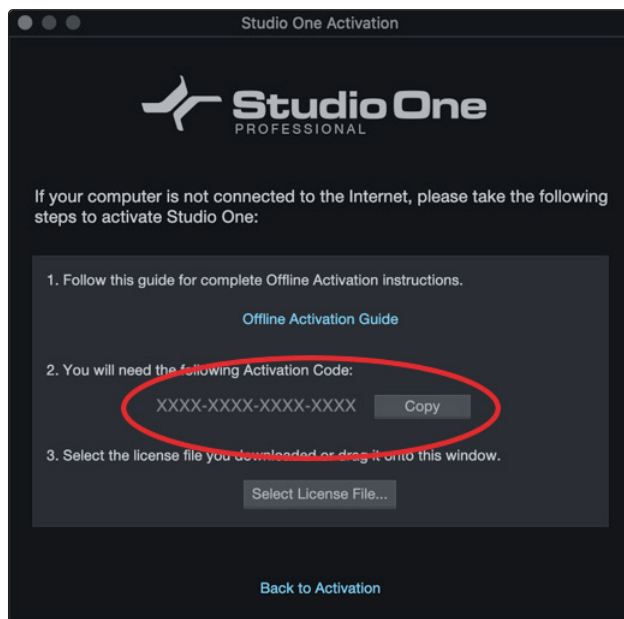 Studio One Activation
Studio One
PROFESSIONAL
If your computer is not connected to the Internet, please take the following
steps to activate Studio One:
1. Follow this guide for complete Offline Activation instructions.
Offline Activation Guide
2. You will need the following Activation Code:
XXXX-XXXX-XXXX-XXXX Copy
3. Select the license file you downloaded or drag it onto this window.
Select License File...
Back to Activation